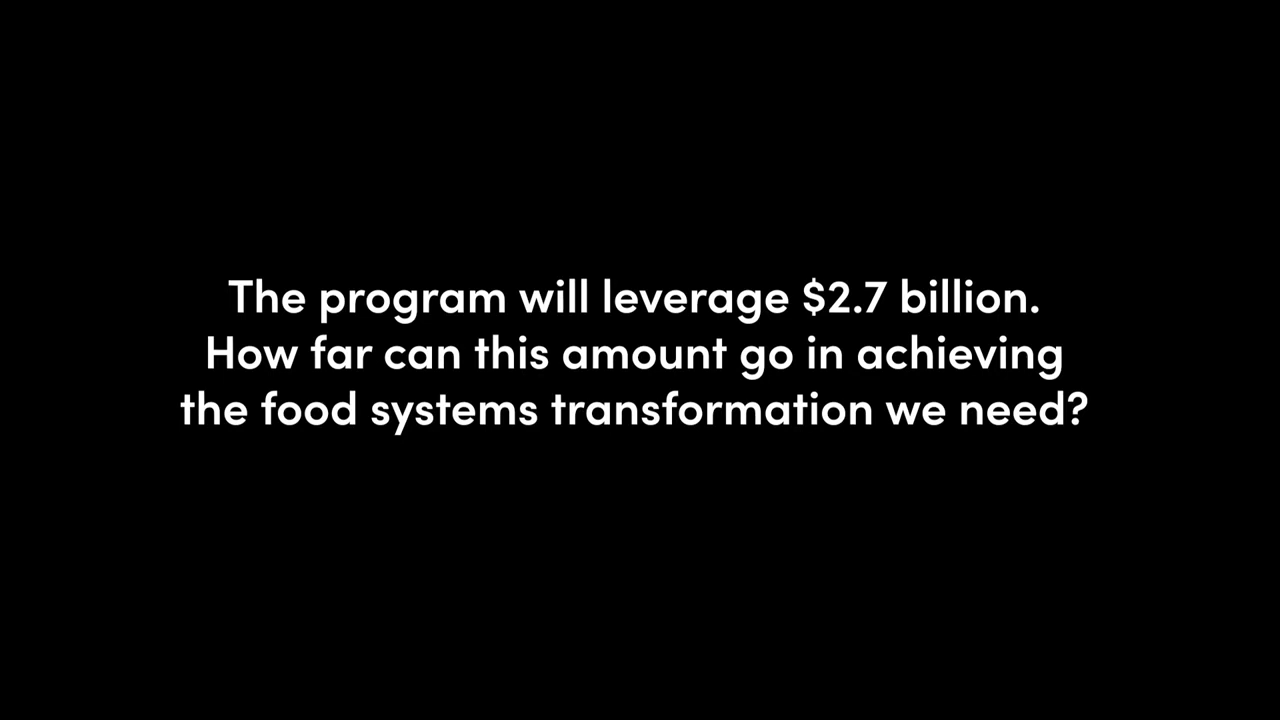 The program will leverage $2.7 billion.
How far can this amount go in achieving
the food systems transformation we need?